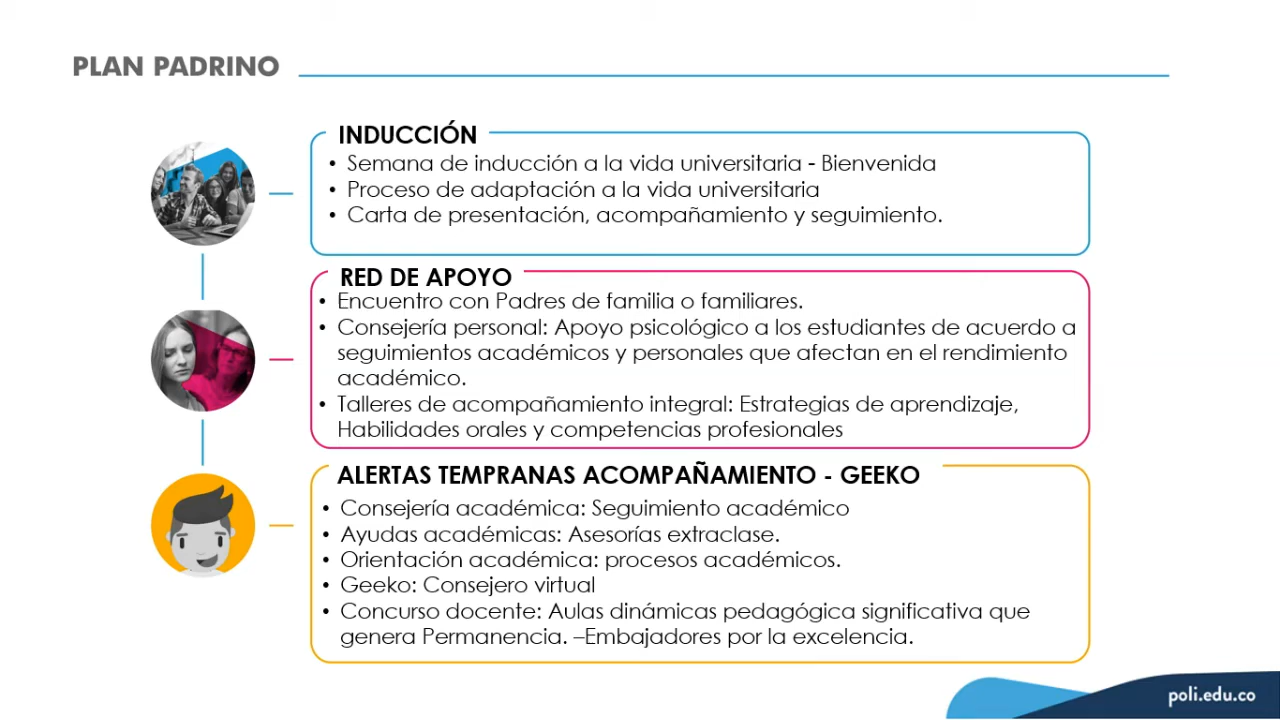 PLAN PADRINO
INDUCCIÓN
• Semana de inducción a la vida universitaria - Bienvenida
• Proceso de adaptación a la vida universitaria
• Carta de presentación, acompañamiento y seguimiento.
RED DE APOYO
• Encuentro con Padres de familia o familiares.
• Consejería personal: Apoyo psicológico a los estudiantes de acuerdo a
seguimientos académicos y personales que afectan en el rendimiento
académico.
• Talleres de acompañamiento integral: Estrategias de aprendizaje,
Habilidades orales y competencias profesionales
ALERTAS TEMPRANAS ACOMPAÑAMIENTO - GEEKO
• Consejería académica: Seguimiento académico
• Ayudas académicas: Asesorías extraclase.
• Orientación académica: procesos académicos.
• Geeko: Consejero virtual
• Concurso docente: Aulas dinámicas pedagógica significativa que
genera Permanencia. –Embajadores por la excelencia.
poli.edu.co